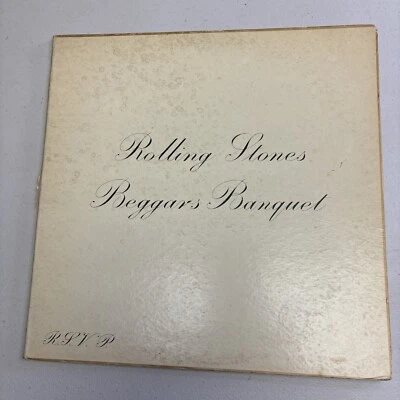 Rolling Stones
Beggars Banquet
R.S.V.P